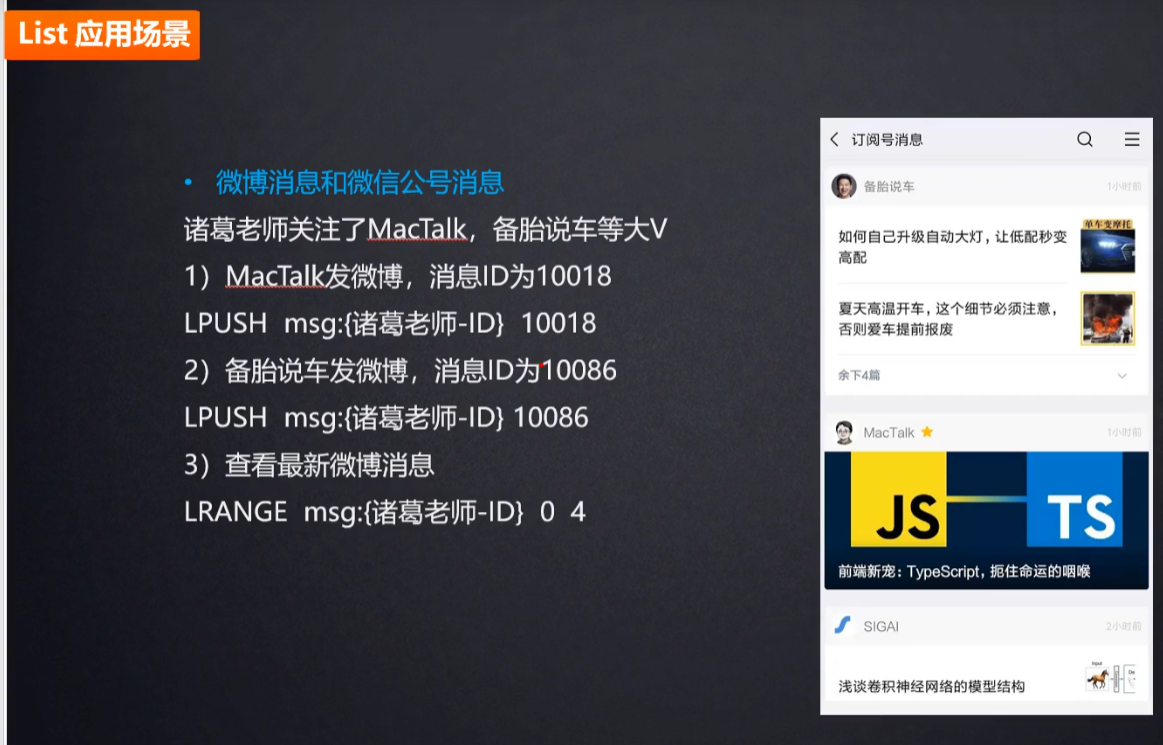 List 应用场景
• 微博消息和微信公号消息
诸葛老师关注了MacTalk，备胎说车等大V
1）MacTalk发微博，消息ID为10018
LPUSH msg:{诸葛老师-ID} 10018
2）备胎说车发微博，消息ID为10086
LPUSH msg:{诸葛老师-ID} 10086
3）查看最新微博消息
LRANGE msg:{诸葛老师-ID} 0 4
订阅号消息
备胎说车
1小时前
如何自己升级自动大灯，让低配秒变
高配
单车变摩托
夏天高温开车，这个细节必须注意，
否则爱车提前报废
余下4篇
MacTalk
1小时前
JS
TS
前端新宠：TypeScript，扼住命运的咽喉
SIGAI
2小时前
浅谈卷积神经网络的模型结构
Input